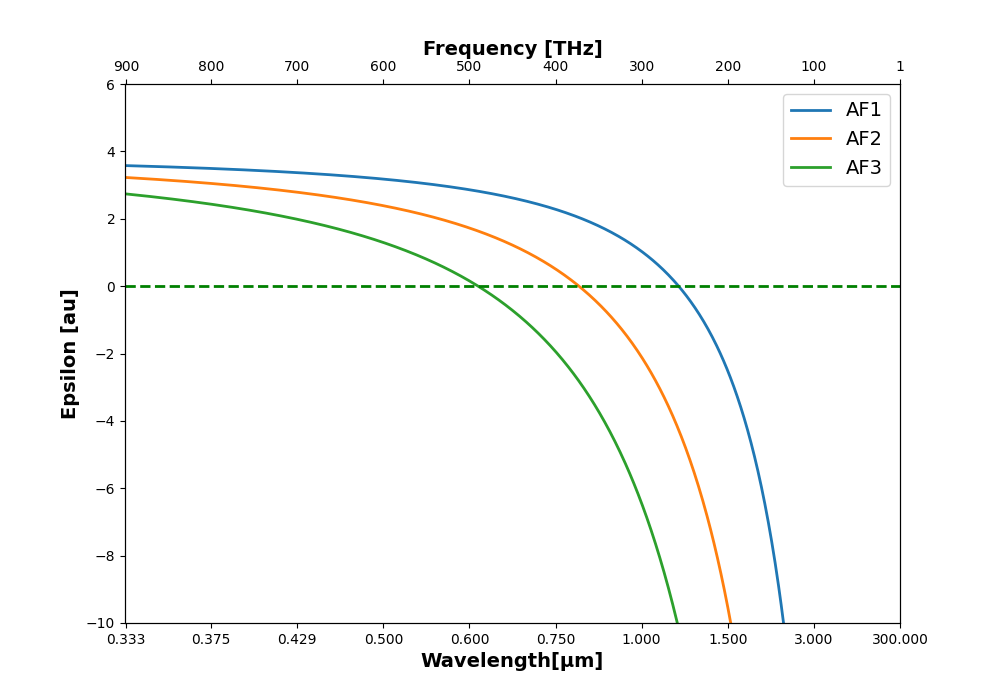 Frequency [THz]
900 800 700 600 500 400 300 200 100 1
6
4
2
0
−2
−4
−6
−8
−10
Epsilon [au]
AF1
AF2
AF3
0.333 0.375 0.429 0.500 0.600 0.750 1.000 1.500 3.000 300.000
Wavelength[μm]